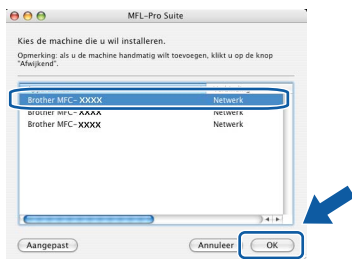 MFL-Pro Suite
Kies de machine die u wil installeren.
Opmerking: als u de machine handmatig wilt toevoegen, klikt u op de knop
"Afwijkend".
Brother MFC-XXXX Netwerk
Brother MFC-XXXX Netwerk
Brother MFC-XXXX Netwerk
Aangepast Annuleer OK